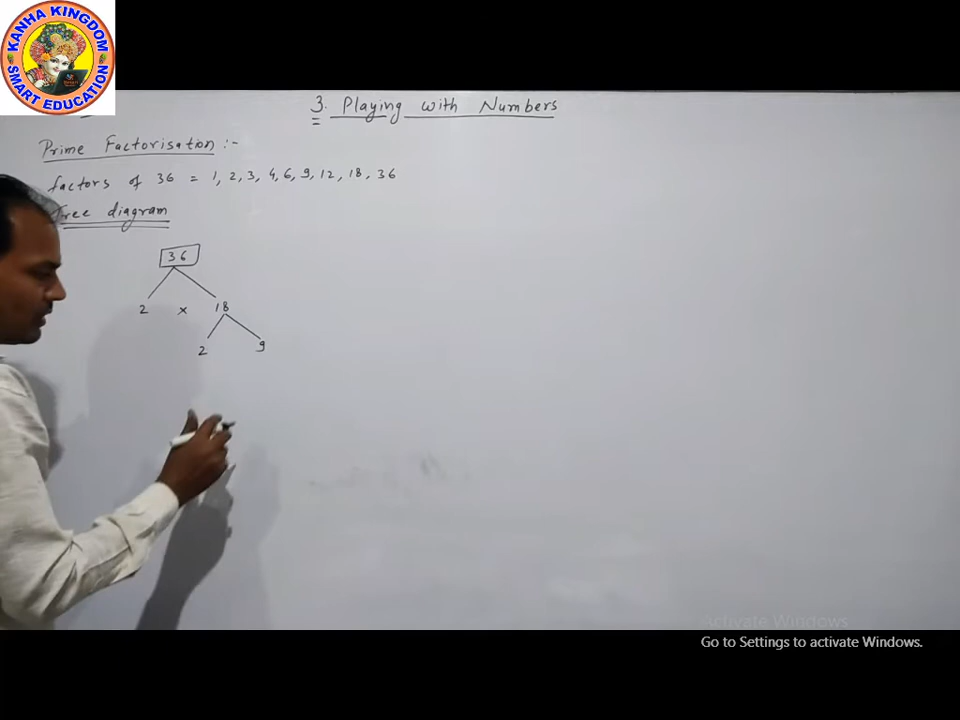 KANHA KINGDOM
SMART EDUCATION
3. Playing with Numbers
Prime Factorisation :-
factors of 36 = 1, 2, 3, 4, 6, 9, 12, 18, 36
Tree diagram
36
2 × 18
2 9
Activate Windows
Go to Settings to activate Windows.